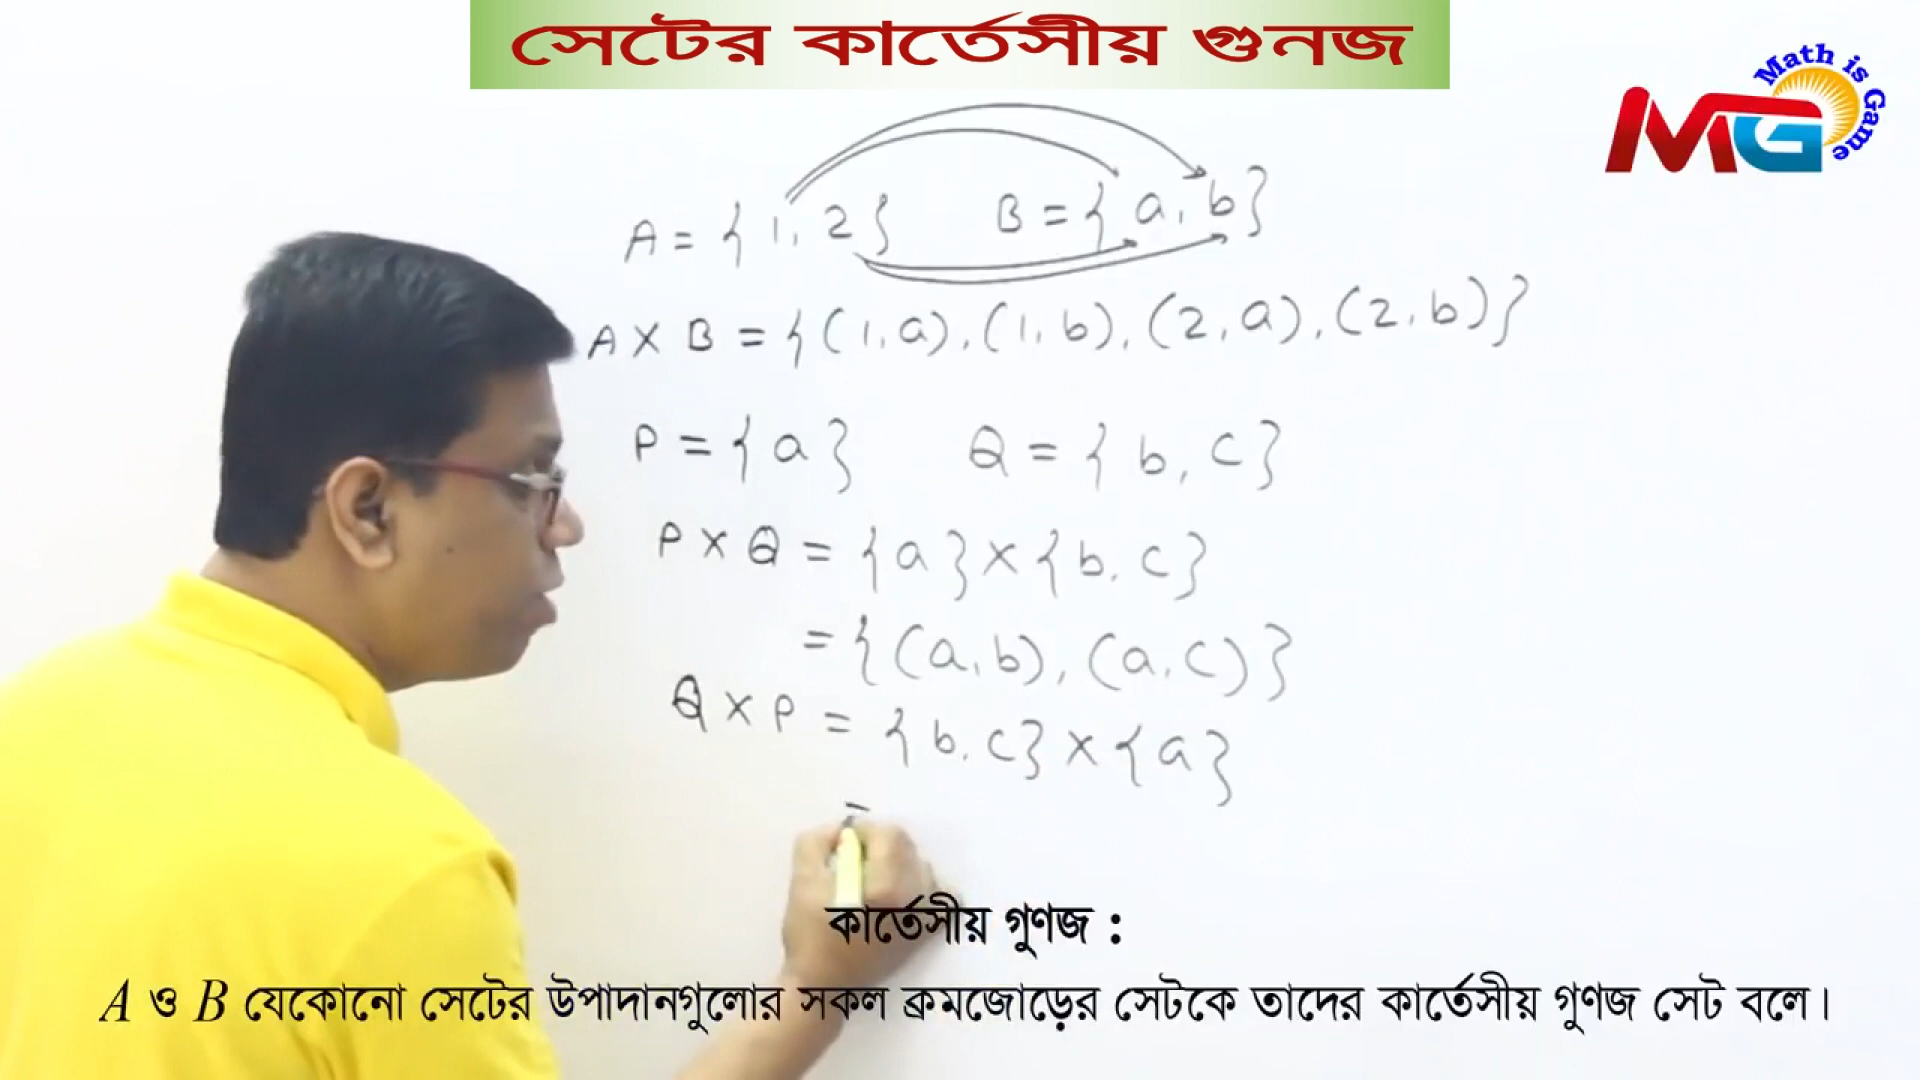 সেটের কার্তেসীয় গুনজ
Math is Game
MG
A = {1, 2} B = {a, b}
A × B = {(1, a), (1, b), (2, a), (2, b)}
P = {a} Q = {b, c}
P × Q = {a} × {b, c}
= {(a, b), (a, c)}
Q × P = {b, c} × {a}
কার্তেসীয় গুণজ :
A ও B যেকোনো সেটের উপাদানগুলোর সকল ক্রমজোড়ের সেটকে তাদের কার্তেসীয় গুণজ সেট বলে।